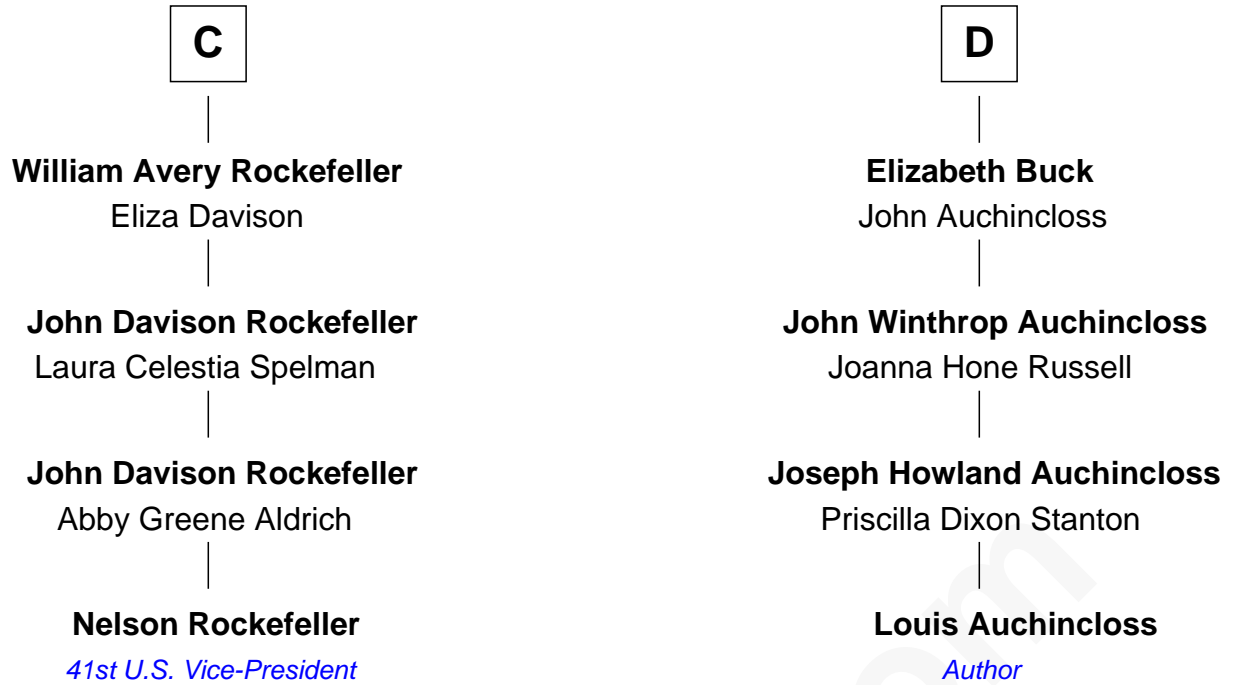 C
William Avery Rockefeller
Eliza Davison
John Davison Rockefeller
Laura Celestia Spelman
John Davison Rockefeller
Abby Greene Aldrich
Nelson Rockefeller
41st U.S. Vice-President
D
Elizabeth Buck
John Auchincloss
John Winthrop Auchincloss
Joanna Hone Russell
Joseph Howland Auchincloss
Priscilla Dixon Stanton
Louis Auchincloss
Author